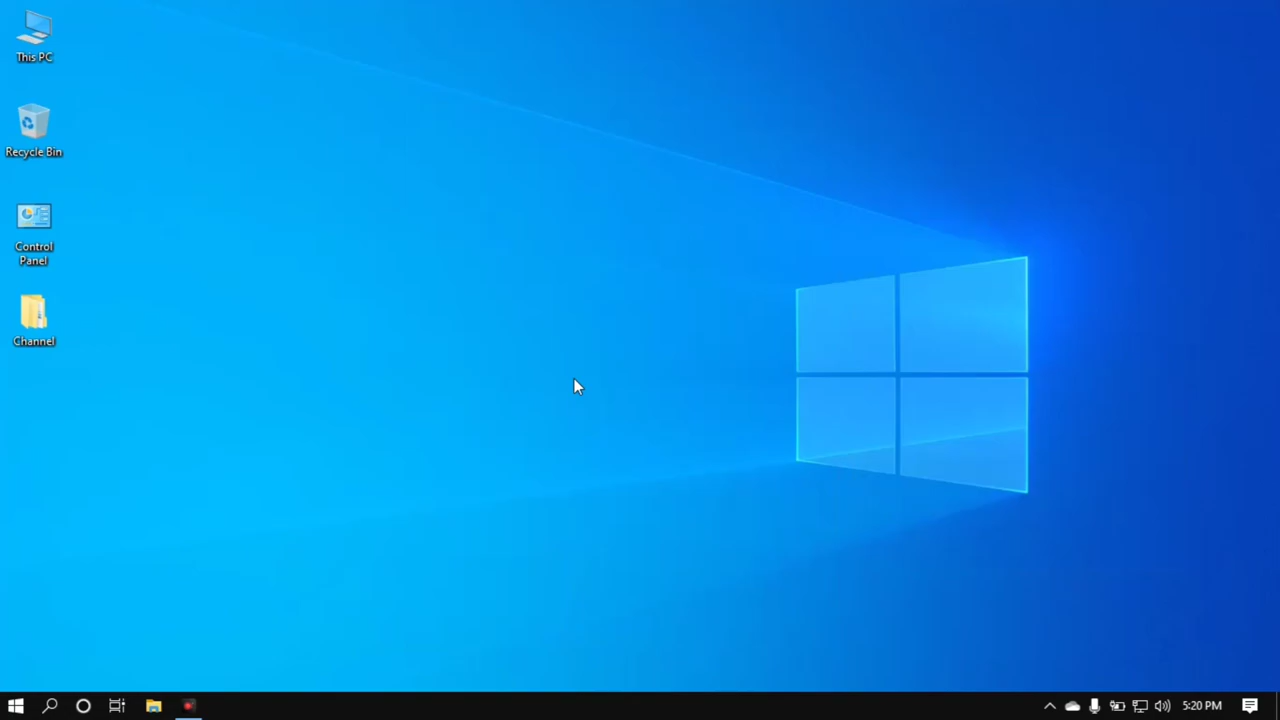 This PC
Recycle Bin
Control
Panel
Channel
5:20 PM